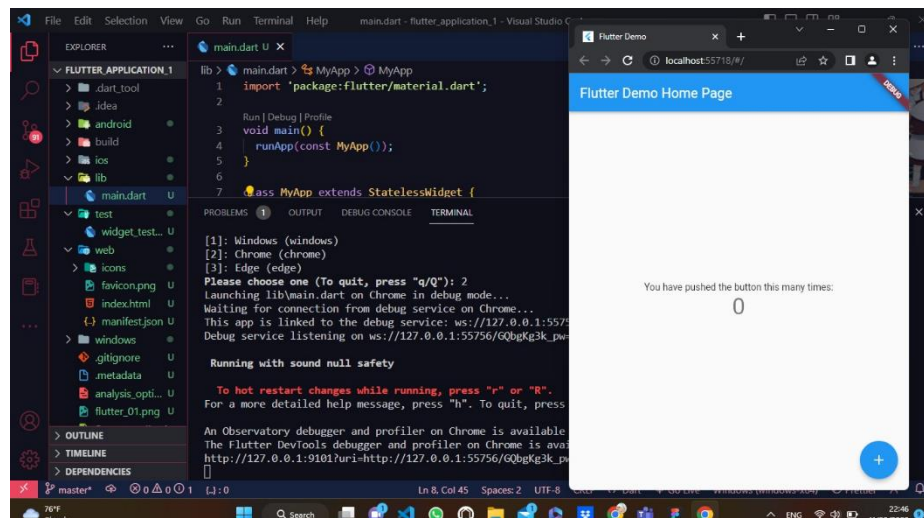 File Edit Selection View Go Run Terminal Help main.dart - flutter_application_1 - Visual Studio
EXPLORER
FLUTTER_APPLICATION_1
.dart_tool
.idea
android
build
ios
lib
main.dart U
test
widget_test... U
web
icons
favicon.png U
index.html U
manifest.json U
windows
.gitignore U
.metadata U
analysis_opti... U
flutter_01.png U
OUTLINE
TIMELINE
DEPENDENCIES
main.dart U
lib > main.dart > MyApp > MyApp
1 import 'package:flutter/material.dart';
2
Run | Debug | Profile
3 void main() {
4 runApp(const MyApp());
5 }
6
7 ass MyApp extends StatelessWidget {
PROBLEMS 1 OUTPUT DEBUG CONSOLE TERMINAL
[1]: Windows (windows)
[2]: Chrome (chrome)
[3]: Edge (edge)
Please choose one (To quit, press "q/Q"): 2
Launching lib\main.dart on Chrome in debug mode...
Waiting for connection from debug service on Chrome...
This app is linked to the debug service: ws://127.0.0.1:5575
Debug service listening on ws://127.0.0.1:55756/GQbgKg3k_pw=
Running with sound null safety
To hot restart changes while running, press "r" or "R".
For a more detailed help message, press "h". To quit, press
An Observatory debugger and profiler on Chrome is available
The Flutter DevTools debugger and profiler on Chrome is avai
http://127.0.0.1:9101?uri=http://127.0.0.1:55756/GQbgKg3k_pw
Flutter Demo
localhost:55718/#/
Flutter Demo Home Page
DEBUG
You have pushed the button this many times:
0
+
master* 0 0 1 {..} : 0 Ln 8, Col 45 Spaces: 2 UTF-8
76°F
Search
ENG
22:46